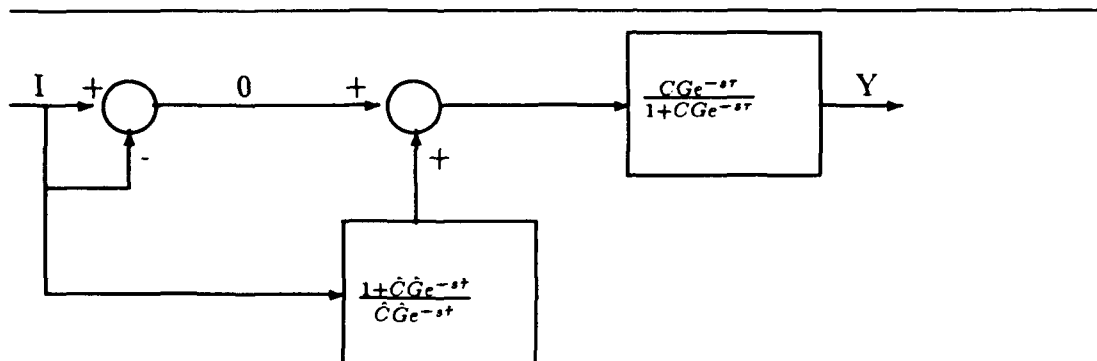 I + 0 + Y
-
+
CGe^{-sτ}
1+CGe^{-sτ}
1+ĈĜe^{-sτ̂}
ĈĜe^{-sτ̂}